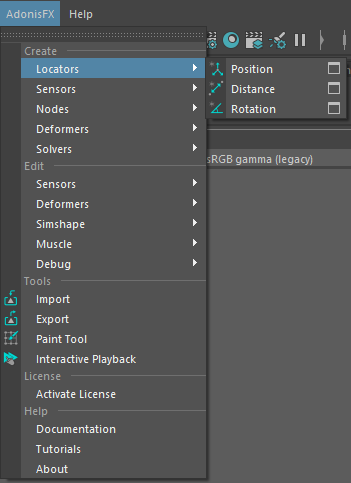 AdonisFX Help
Create
Locators
Sensors
Nodes
Deformers
Solvers
Edit
Sensors
Deformers
Simshape
Muscle
Debug
Tools
Import
Export
Paint Tool
Interactive Playback
License
Activate License
Help
Documentation
Tutorials
About
Position
Distance
Rotation
sRGB gamma (legacy)